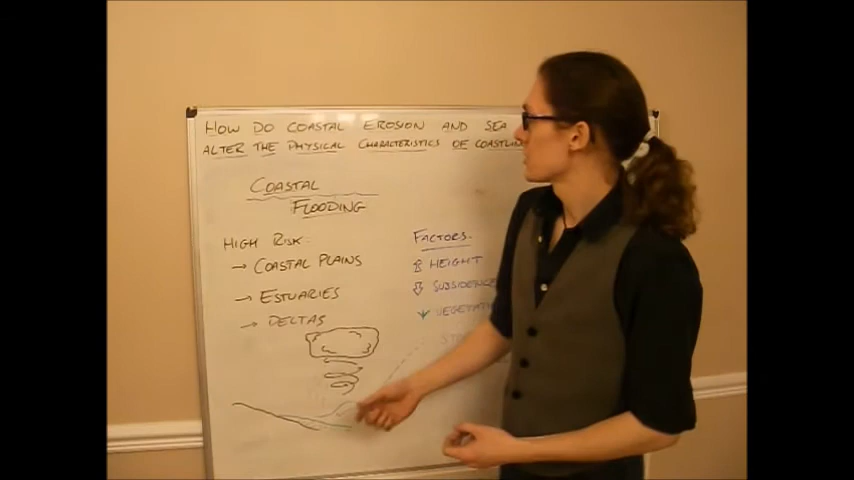 HOW DO COASTAL EROSION AND SEA
ALTER THE PHYSICAL CHARACTERISTICS OF
COASTAL
FLOODING
HIGH RISK:
→ COASTAL PLAINS
→ ESTUARIES
→ DELTAS
FACTORS.
HEIGHT
SUBSIDENCE